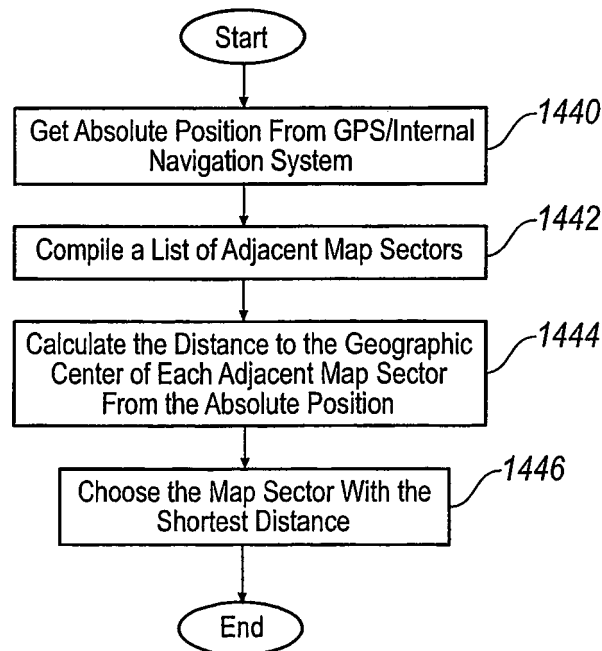 Start
Get Absolute Position From GPS/Internal
Navigation System
1440
Compile a List of Adjacent Map Sectors
1442
Calculate the Distance to the Geographic
Center of Each Adjacent Map Sector
From the Absolute Position
1444
Choose the Map Sector With the
Shortest Distance
1446
End